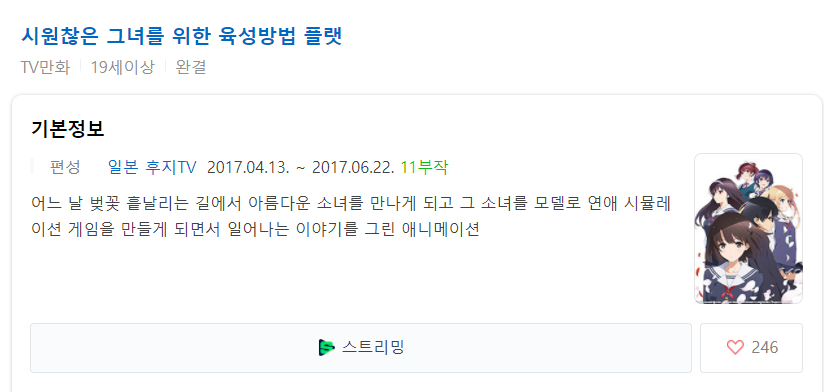 시원찮은 그녀를 위한 육성방법 플랫
TV만화 19세이상 완결
기본정보
편성 일본 후지TV 2017.04.13. ~ 2017.06.22. 11부작
어느 날 벚꽃 흩날리는 길에서 아름다운 소녀를 만나게 되고 그 소녀를 모델로 연애 시뮬레
이션 게임을 만들게 되면서 일어나는 이야기를 그린 애니메이션
스트리밍 246